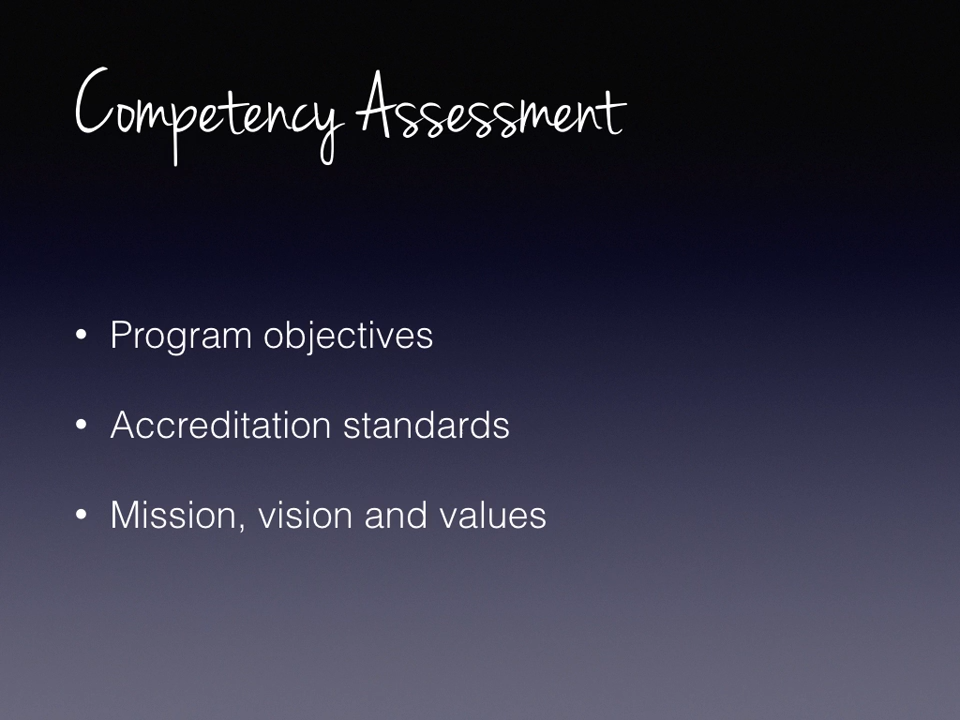 Competency Assessment
• Program objectives
• Accreditation standards
• Mission, vision and values